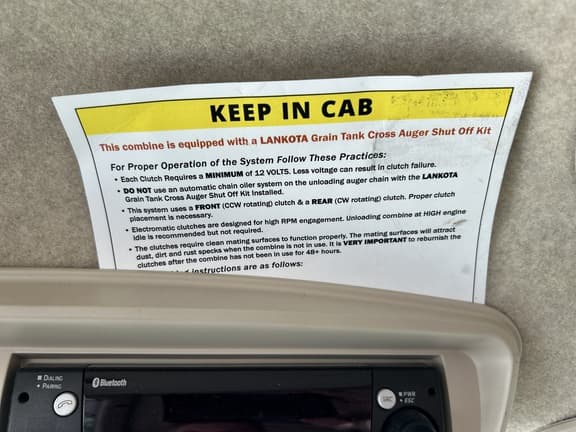 KEEP IN CAB
This combine is equipped with a LANKOTA Grain Tank Cross Auger Shut Off Kit
For Proper Operation of the System Follow These Practices:
• Each Clutch Requires a MINIMUM of 12 VOLTS. Less voltage can result in clutch failure.
• DO NOT use an automatic chain oiler system on the unloading auger chain with the LANKOTA
Grain Tank Cross Auger Shut Off Kit Installed.
• This system uses a FRONT (CCW rotating) clutch & a REAR (CW rotating) clutch. Proper clutch
placement is necessary.
• Electromatic clutches are designed for high RPM engagement. Unloading combine at HIGH engine
idle is recommended but not required.
• The clutches require clean mating surfaces to function properly. The mating surfaces will attract
dust, dirt and rust specks when the combine is not in use. It is VERY IMPORTANT to reburnish the
clutches after the combine has not been in use for 48+ hours.
instructions are as follows:
DIALING
• PAIRING
Bluetooth
SRC
PWR
• ESC